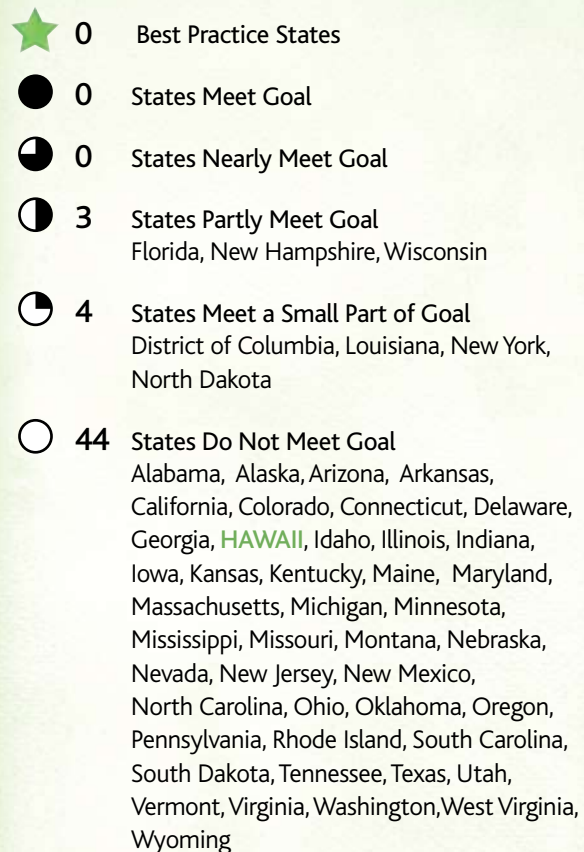 0 Best Practice States
0 States Meet Goal
0 States Nearly Meet Goal
3 States Partly Meet Goal
Florida, New Hampshire, Wisconsin
4 States Meet a Small Part of Goal
District of Columbia, Louisiana, New York,
North Dakota
44 States Do Not Meet Goal
Alabama, Alaska, Arizona, Arkansas,
California, Colorado, Connecticut, Delaware,
Georgia, HAWAII, Idaho, Illinois, Indiana,
Iowa, Kansas, Kentucky, Maine, Maryland,
Massachusetts, Michigan, Minnesota,
Mississippi, Missouri, Montana, Nebraska,
Nevada, New Jersey, New Mexico,
North Carolina, Ohio, Oklahoma, Oregon,
Pennsylvania, Rhode Island, South Carolina,
South Dakota, Tennessee, Texas, Utah,
Vermont, Virginia, Washington,West Virginia,
Wyoming